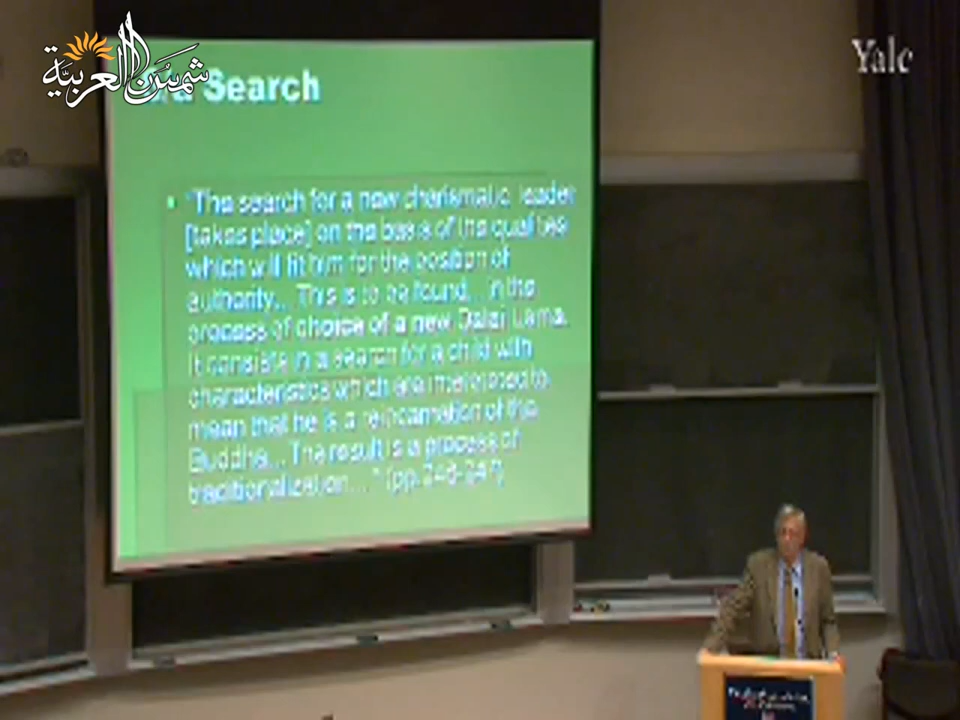 شمس العربية
Yale
Search
"The search for a new charismatic leader
[takes place] on the basis of the qualities
which will fit him for the position of
authority... This is to be found... in the
process of choice of a new Dalai Lama.
It consists in a search for a child with
characteristics which are interpreted to
mean that he is a reincarnation of the
Buddha... The result is a process of
traditionalization...." (pp.246-247)